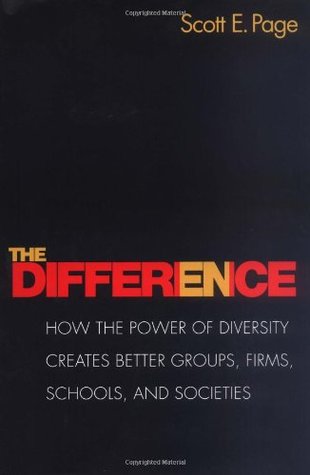 Scott E. Page
THE
DIFFERENCE
HOW THE POWER OF DIVERSITY
CREATES BETTER GROUPS, FIRMS,
SCHOOLS, AND SOCIETIES